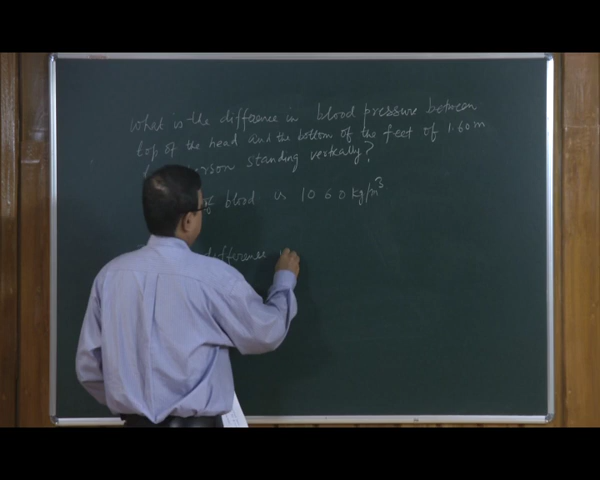 What is the difference in blood pressure between
top of the head and the bottom of the feet of 1.60 m
person standing vertically?
of blood is 1060 kg/m³
difference